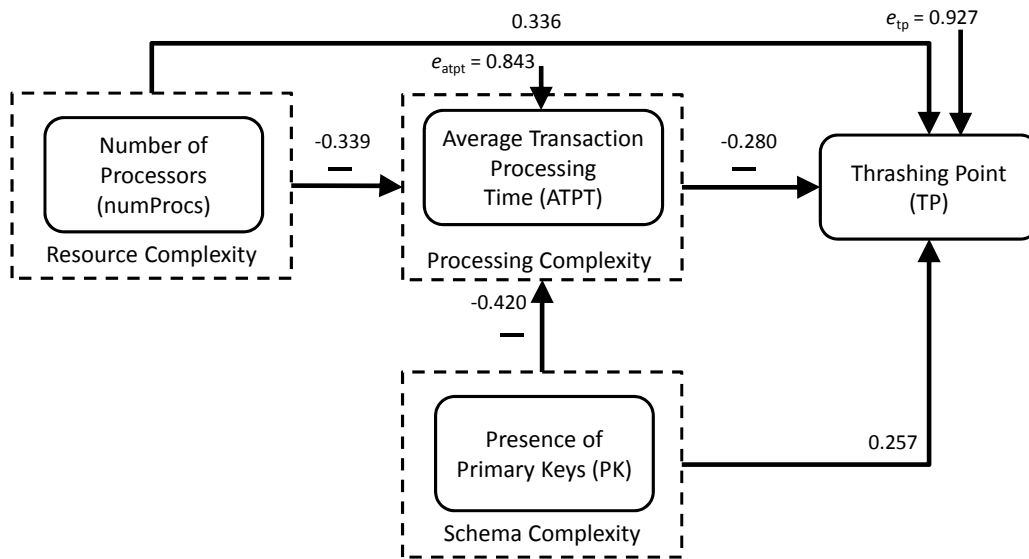 0.336
e_tp = 0.927
e_atpt = 0.843
Number of
Processors
(numProcs)
Resource Complexity
-0.339
Average Transaction
Processing
Time (ATPT)
Processing Complexity
-0.280
Thrashing Point
(TP)
-0.420
Presence of
Primary Keys (PK)
Schema Complexity
0.257